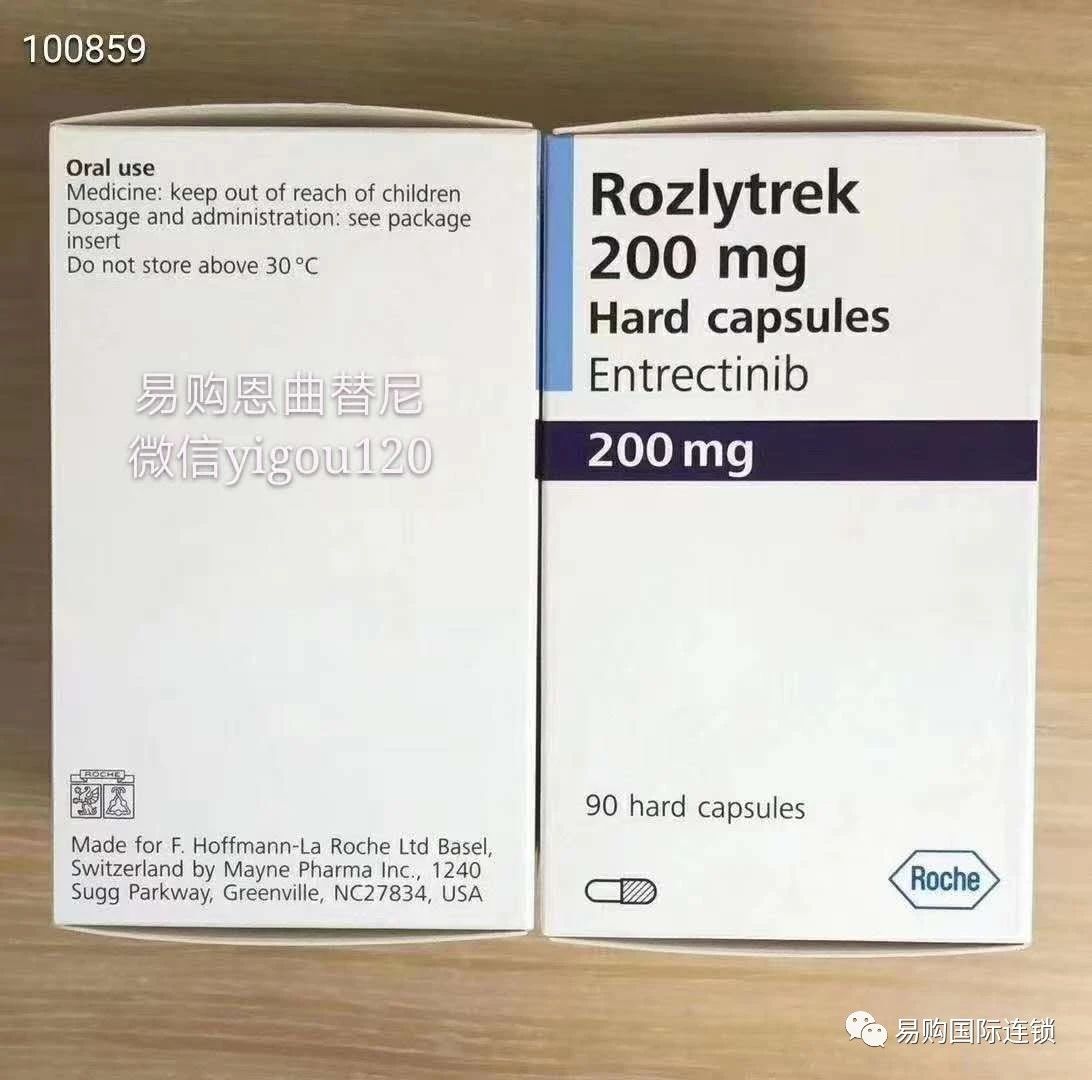 100859
Oral use
Medicine: keep out of reach of children
Dosage and administration: see package
insert
Do not store above 30 °C
易购恩曲替尼
微信yigou120
ROCHE
Made for F. Hoffmann-La Roche Ltd Basel,
Switzerland by Mayne Pharma Inc., 1240
Sugg Parkway, Greenville, NC27834, USA
Rozlytrek
200 mg
Hard capsules
Entrectinib
200 mg
90 hard capsules
Roche
易购国际连锁